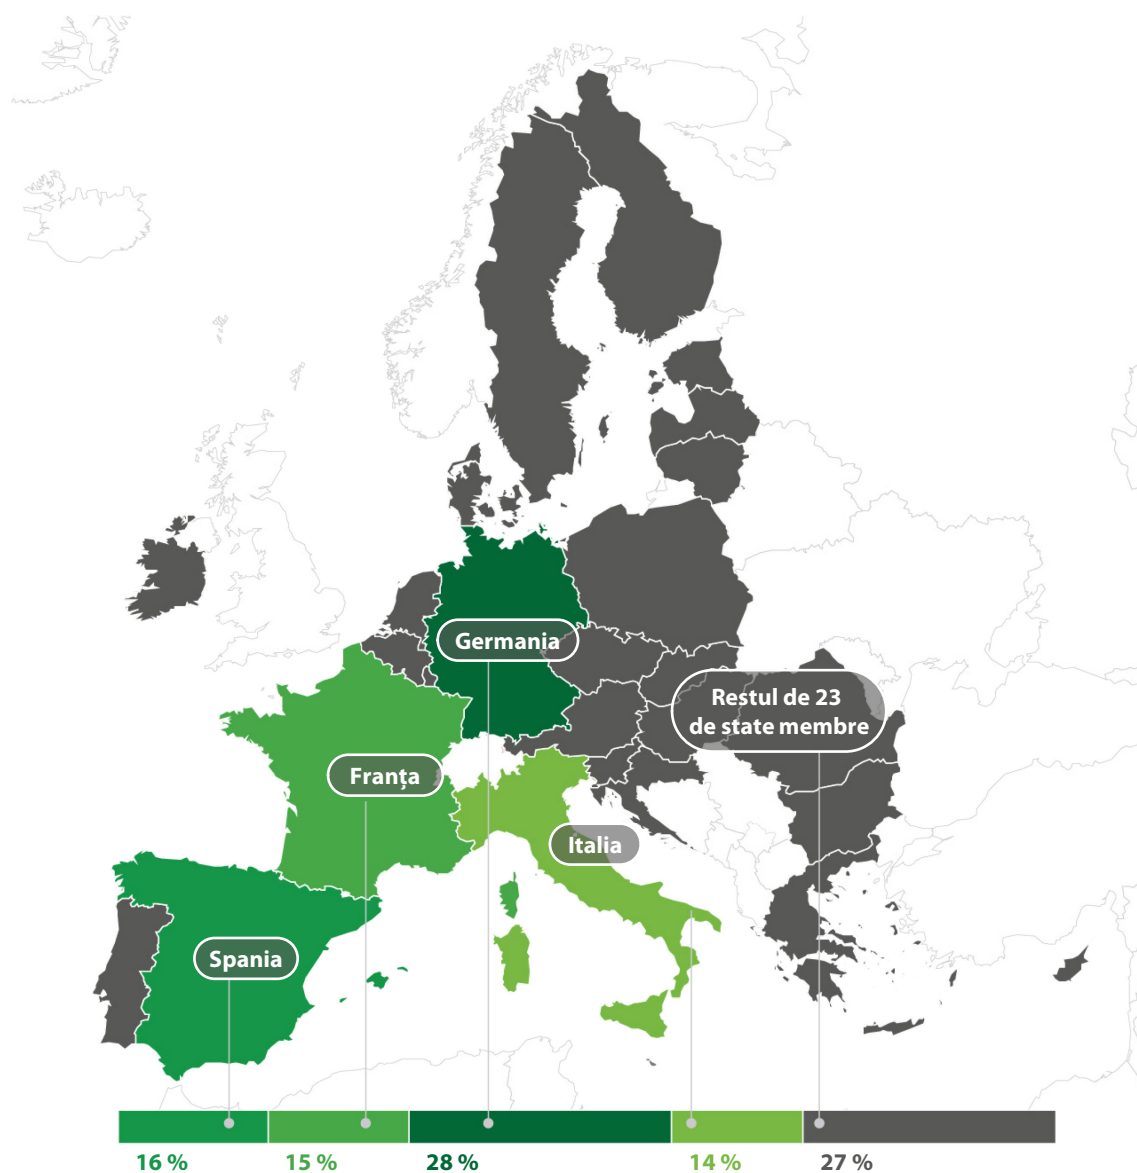 Germania
Restul de 23
de state membre
Franța
Italia
Spania
16 %
15 %
28 %
14 %
27 %